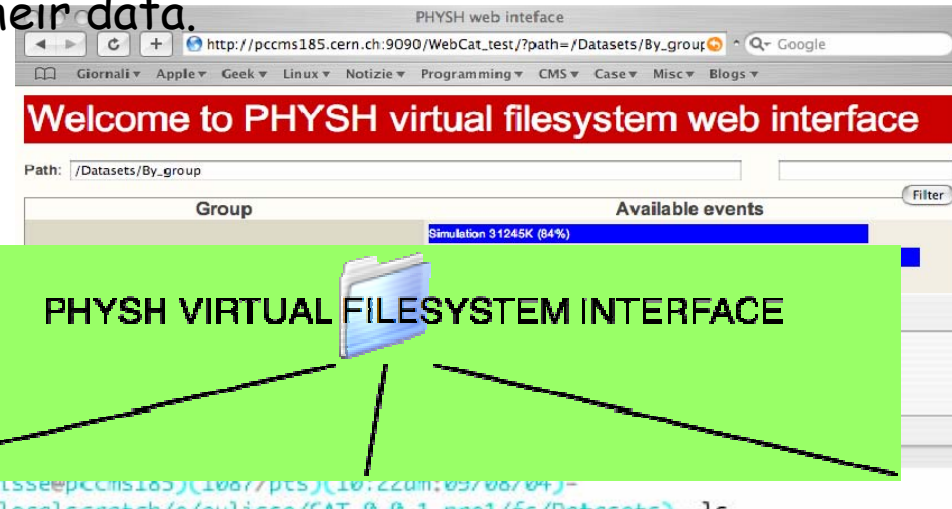 their data.
PHYSH web inteface
http://pccms185.cern.ch:9090/WebCat_test/?path=/Datasets/By_group
Google
Giornali Apple Geek Linux Notizie Programming CMS Case Misc Blogs
Welcome to PHYSH virtual filesystem web interface
Path: /Datasets/By_group
Filter
Group Available events
Simulation 31245K (84%)
PHYSH VIRTUAL FILESYSTEM INTERFACE